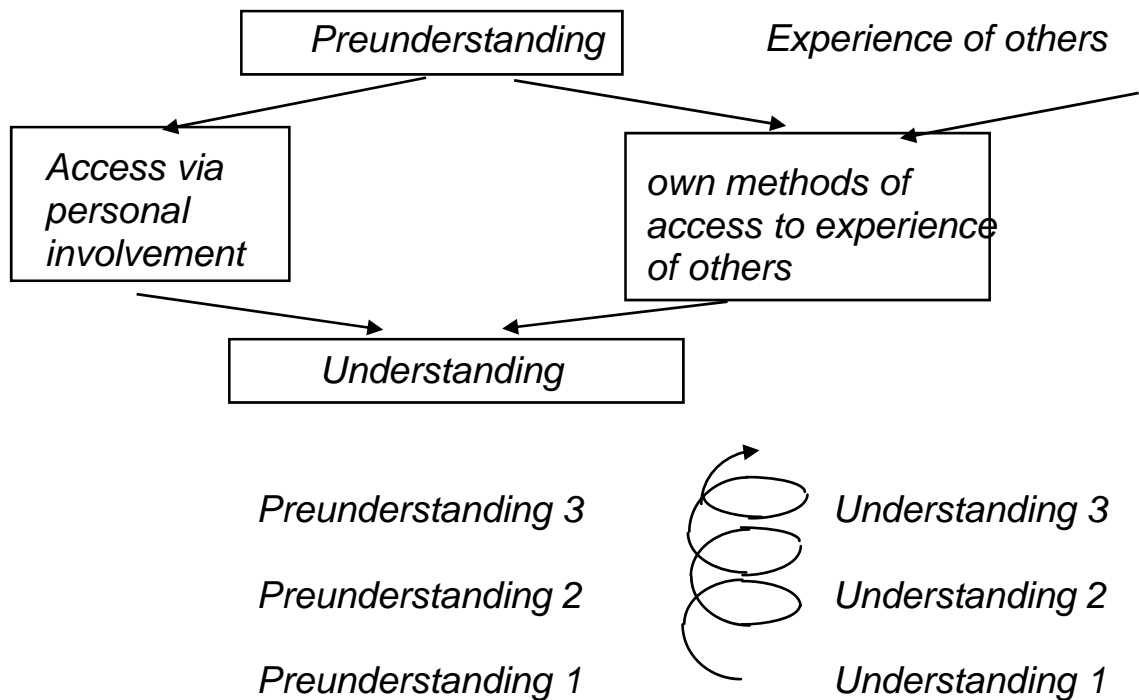 Preunderstanding
Experience of others
Access via
personal
involvement
own methods of
access to experience
of others
Understanding
Preunderstanding 3
Understanding 3
Preunderstanding 2
Understanding 2
Preunderstanding 1
Understanding 1